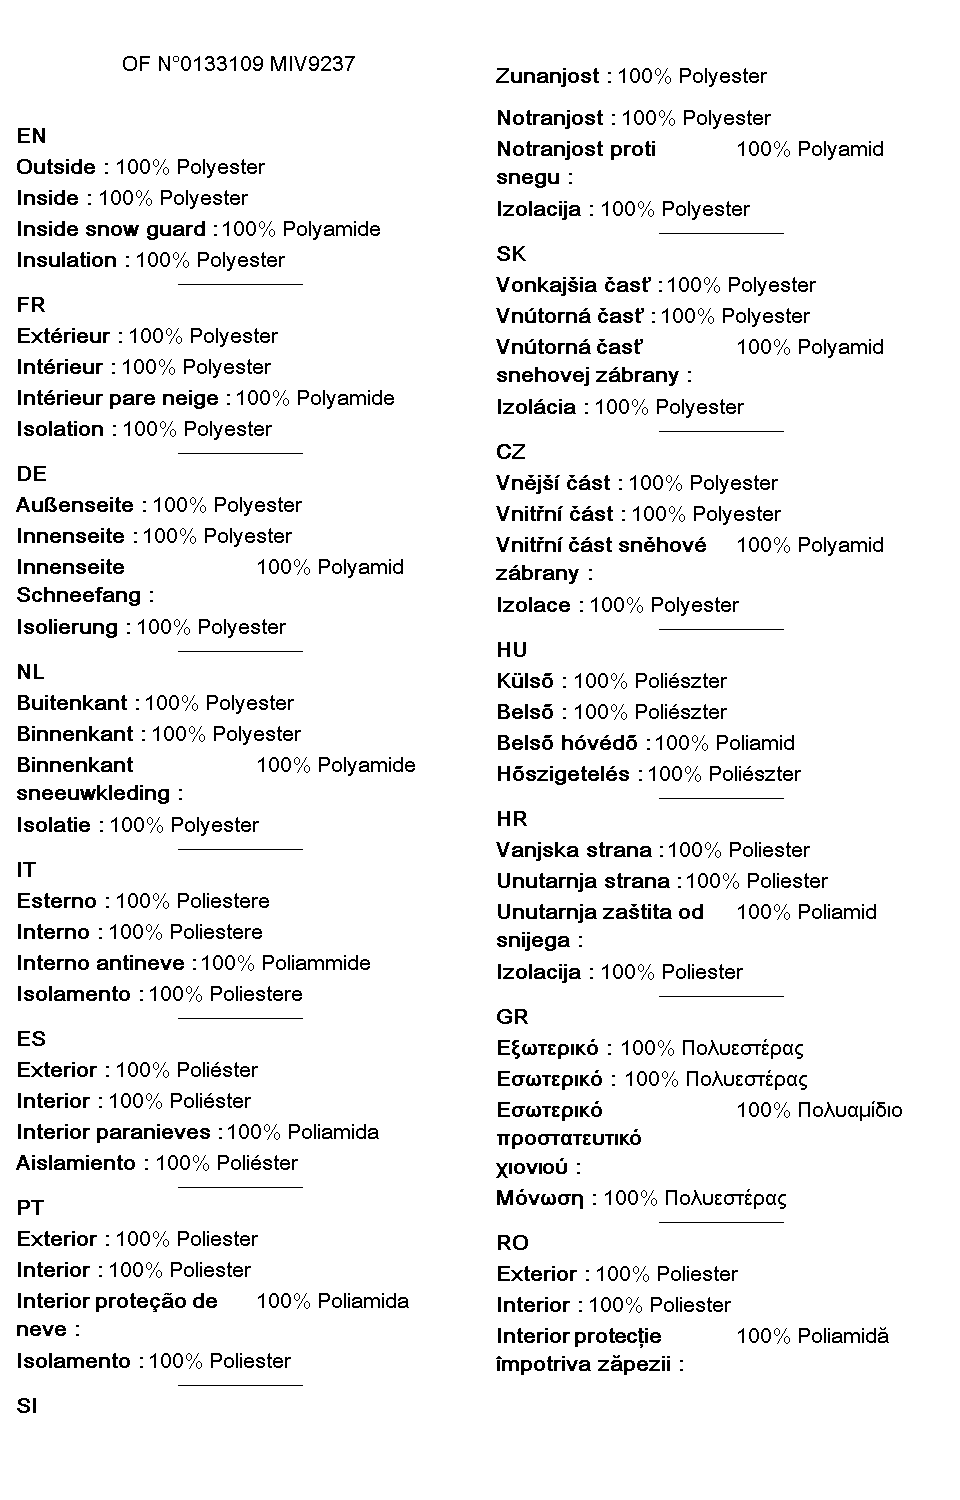 OF N°0133109 MIV9237
EN
Outside : 100% Polyester
Inside : 100% Polyester
Inside snow guard : 100% Polyamide
Insulation : 100% Polyester
FR
Extérieur : 100% Polyester
Intérieur : 100% Polyester
Intérieur pare neige : 100% Polyamide
Isolation : 100% Polyester
DE
Außenseite : 100% Polyester
Innenseite : 100% Polyester
Innenseite 100% Polyamid
Schneefang :
Isolierung : 100% Polyester
NL
Buitenkant : 100% Polyester
Binnenkant : 100% Polyester
Binnenkant 100% Polyamide
sneeuwkleding :
Isolatie : 100% Polyester
IT
Esterno : 100% Poliestere
Interno : 100% Poliestere
Interno antineve : 100% Poliammide
Isolamento : 100% Poliestere
ES
Exterior : 100% Poliéster
Interior : 100% Poliéster
Interior paranieves : 100% Poliamida
Aislamiento : 100% Poliéster
PT
Exterior : 100% Poliester
Interior : 100% Poliester
Interior proteção de 100% Poliamida
neve :
Isolamento : 100% Poliester
SI
Zunanjost : 100% Polyester
Notranjost : 100% Polyester
Notranjost proti 100% Polyamid
snegu :
Izolacija : 100% Polyester
SK
Vonkajšia časť : 100% Polyester
Vnútorná časť : 100% Polyester
Vnútorná časť 100% Polyamid
snehovej zábrany :
Izolácia : 100% Polyester
CZ
Vnější část : 100% Polyester
Vnitřní část : 100% Polyester
Vnitřní část sněhové 100% Polyamid
zábrany :
Izolace : 100% Polyester
HU
Külső : 100% Poliészter
Belső : 100% Poliészter
Belső hóvédő : 100% Poliamid
Hőszigetelés : 100% Poliészter
HR
Vanjska strana : 100% Poliester
Unutarnja strana : 100% Poliester
Unutarnja zaštita od 100% Poliamid
snijega :
Izolacija : 100% Poliester
GR
Εξωτερικό : 100% Πολυεστέρας
Εσωτερικό : 100% Πολυεστέρας
Εσωτερικό 100% Πολυαμίδιο
προστατευτικό
χιονιού :
Μόνωση : 100% Πολυεστέρας
RO
Exterior : 100% Poliester
Interior : 100% Poliester
Interior protecție 100% Poliamidă
împotriva zăpezii :